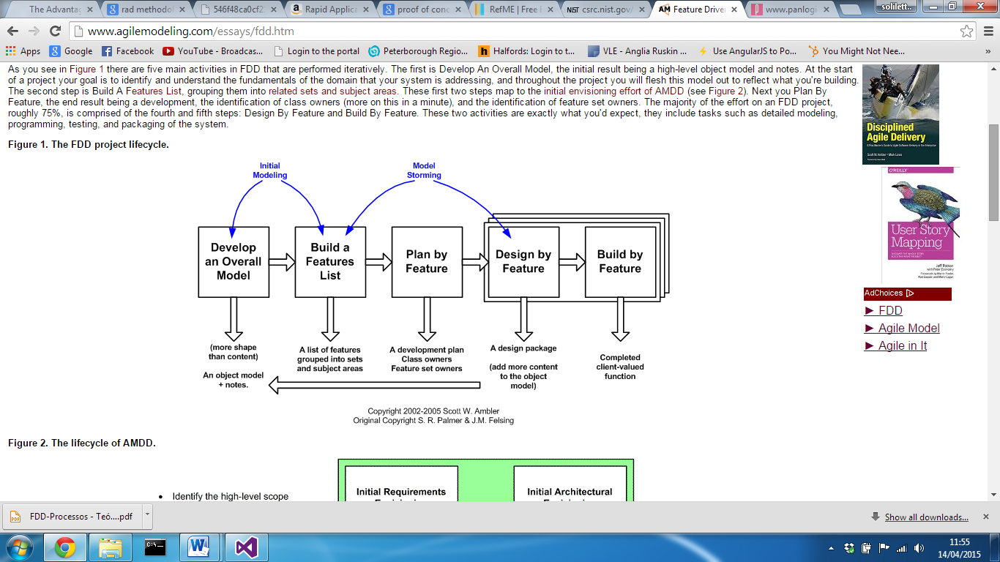 The Advantag
rad methodol
546f48ca0cf2
Rapid Applica
proof of conc
RefME | Free
NIST csrc.nist.gov/
AM Feature Drive
www.panlogi
solilett..
www.agilemodeling.com/essays/fdd.htm
Apps Google Facebook YouTube - Broadcas... Login to the portal Peterborough Regio... Halfords: Login to t... VLE - Anglia Ruskin ... Use AngularJS to Po... You Might Not Nee... »
As you see in Figure 1 there are five main activities in FDD that are performed iteratively. The first is Develop An Overall Model, the initial result being a high-level object model and notes. At the start
of a project your goal is to identify and understand the fundamentals of the domain that your system is addressing, and throughout the project you will flesh this model out to reflect what you're building.
The second step is Build A Features List, grouping them into related sets and subject areas. These first two steps map to the initial envisioning effort of AMDD (see Figure 2). Next you Plan By
Feature, the end result being a development, the identification of class owners (more on this in a minute), and the identification of feature set owners. The majority of the effort on an FDD project,
roughly 75%, is comprised of the fourth and fifth steps: Design By Feature and Build By Feature. These two activities are exactly what you'd expect, they include tasks such as detailed modeling,
programming, testing, and packaging of the system.
Figure 1. The FDD project lifecycle.
Initial
Modeling
Model
Storming
Develop
an Overall
Model
Build a
Features
List
Plan by
Feature
Design by
Feature
Build by
Feature
(more shape
than content)
An object model
+ notes.
A list of features
grouped into sets
and subject areas
A development plan
Class owners
Feature set owners
A design package
(add more content
to the object
model)
Completed
client-valued
function
Copyright 2002-2005 Scott W. Ambler
Original Copyright S. R. Palmer & J.M. Felsing
Figure 2. The lifecycle of AMDD.
Initial Requirements
Initial Architectural
• Identify the high-level scope
Disciplined
Agile Delivery
Scott W. Ambler • Mark Lines
O'REILLY
User Story
Mapping
Jeff Patton
with Peter Economy
AdChoices
► FDD
► Agile Model
► Agile in It
FDD-Processos - Teó....pdf
Show all downloads...
C:\
11:55
14/04/2015